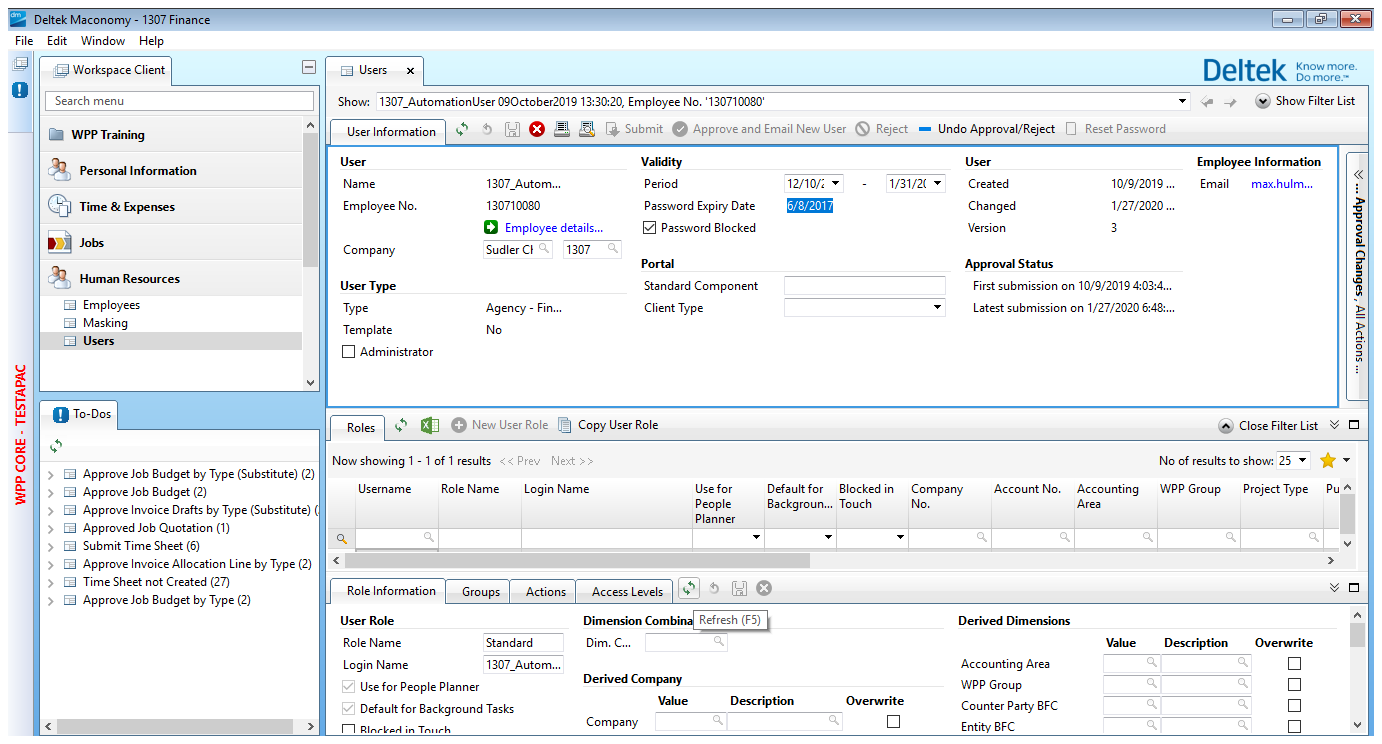 dm Deltek Maconomy - 1307 Finance
File Edit Window Help
Workspace Client
Search menu
WPP Training
Personal Information
Time & Expenses
Jobs
Human Resources
Employees
Masking
Users
WPP CORE - TESTAPAC
To-Dos
Approve Job Budget by Type (Substitute) (2)
Approve Job Budget (2)
Approve Invoice Drafts by Type (Substitute) (
Approved Job Quotation (1)
Submit Time Sheet (6)
Approve Invoice Allocation Line by Type (2)
Time Sheet not Created (27)
Approve Job Budget by Type (2)
Users
Deltek Know more. Do more.™
Show: 1307_AutomationUser 09October2019 13:30:20, Employee No. '130710080' Show Filter List
User Information Submit Approve and Email New User Reject Undo Approval/Reject Reset Password
User
Name 1307_Autom...
Employee No. 130710080
Employee details...
Company Sudler Cl 1307
User Type
Type Agency - Fin...
Template No
Administrator
Validity
Period 12/10/2 - 1/31/2(
Password Expiry Date 6/8/2017
Password Blocked
Portal
Standard Component
Client Type
User
Created 10/9/2019 ...
Changed 1/27/2020 ...
Version 3
Approval Status
First submission on 10/9/2019 4:03:4...
Latest submission on 1/27/2020 6:48:...
Employee Information
Email max.hulm...
... Approval Changes, All Actions ...
Roles New User Role Copy User Role Close Filter List
Now showing 1 - 1 of 1 results << Prev Next >> No of results to show: 25
Username Role Name Login Name Use for People Planner Default for Backgroun... Blocked in Touch Company No. Account No. Accounting Area WPP Group Project Type Pu
Role Information Groups Actions Access Levels
Refresh (F5)
User Role
Role Name Standard
Login Name 1307_Autom...
Use for People Planner
Default for Background Tasks
Blocked in Touch
Dimension Combina
Dim. C...
Derived Company
Value Description Overwrite
Company
Derived Dimensions
Value Description Overwrite
Accounting Area
WPP Group
Counter Party BFC
Entity BFC